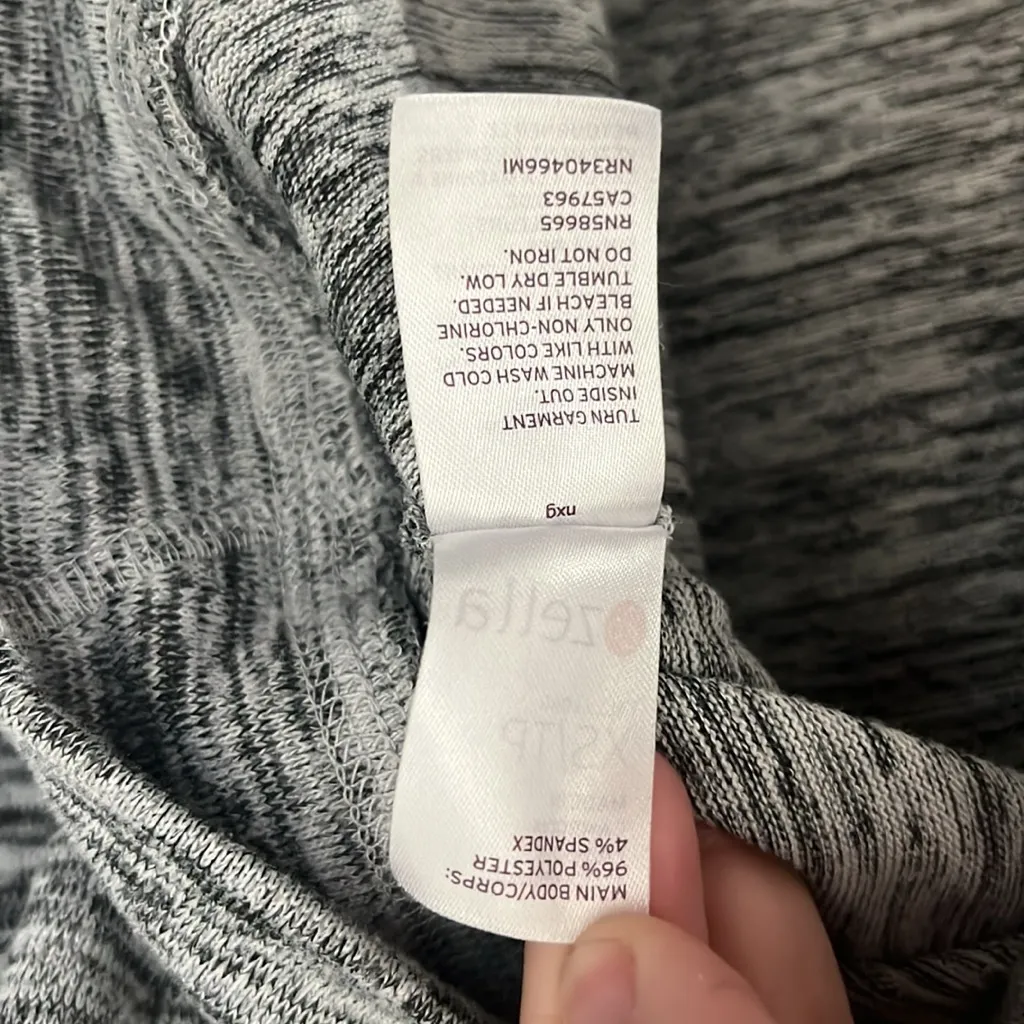 MAIN BODY/CORPS:
96% POLYESTER
4% SPANDEX
XS/TP
zella
nxg
TURN GARMENT
INSIDE OUT.
MACHINE WASH COLD
WITH LIKE COLORS.
ONLY NON-CHLORINE
BLEACH IF NEEDED.
TUMBLE DRY LOW.
DO NOT IRON.
RN58665
CA57963
NR340466MI